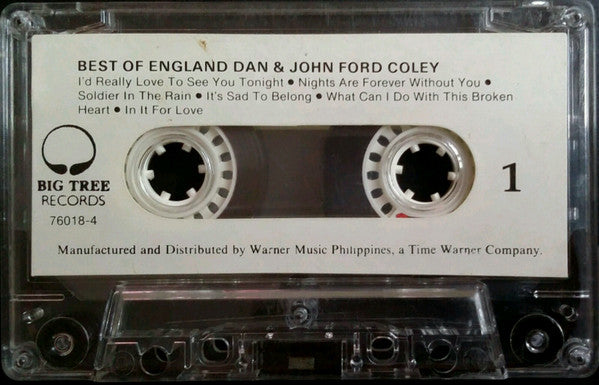 BEST OF ENGLAND DAN & JOHN FORD COLEY
I'd Really Love To See You Tonight ● Nights Are Forever Without You ●
Soldier In The Rain ● It's Sad To Belong ● What Can I Do With This Broken
Heart ● In It For Love
BIG TREE
RECORDS
76018-4
1
Manufactured and Distributed by Warner Music Philippines, a Time Warner Company.